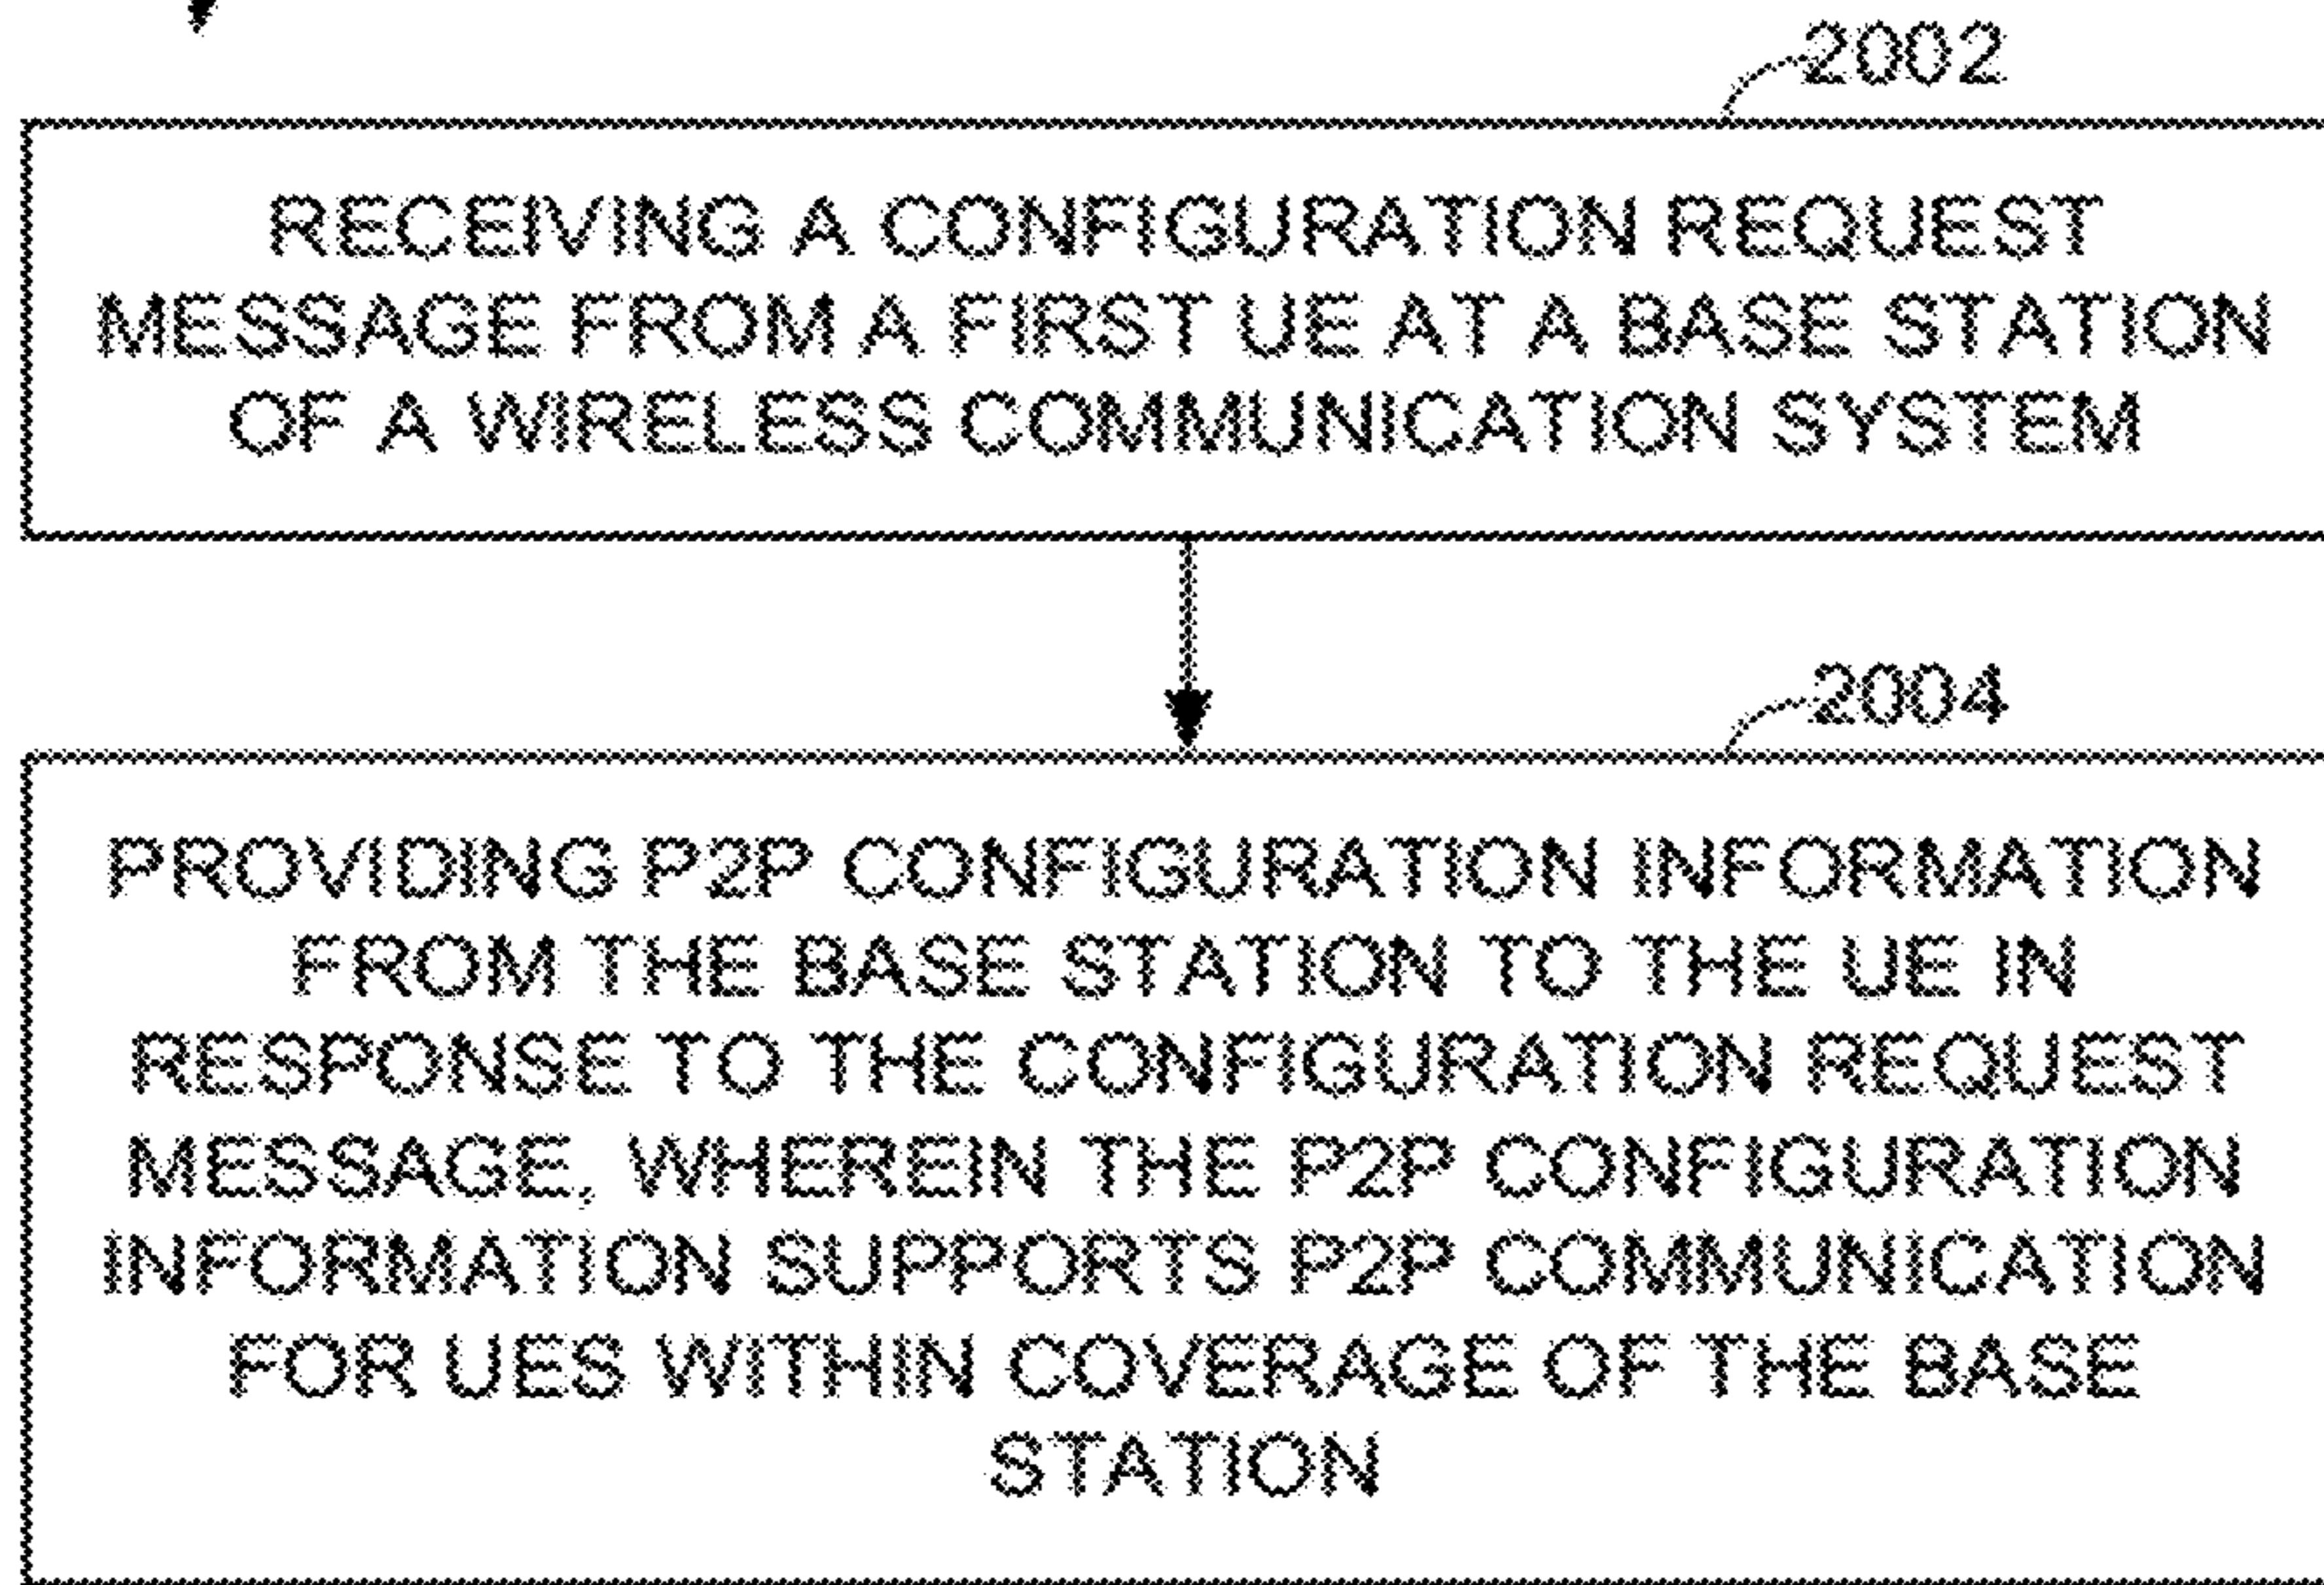 2002
RECEIVING A CONFIGURATION REQUEST
MESSAGE FROM A FIRST UE AT A BASE STATION
OF A WIRELESS COMMUNICATION SYSTEM
2004
PROVIDING P2P CONFIGURATION INFORMATION
FROM THE BASE STATION TO THE UE IN
RESPONSE TO THE CONFIGURATION REQUEST
MESSAGE, WHEREIN THE P2P CONFIGURATION
INFORMATION SUPPORTS P2P COMMUNICATION
FOR UES WITHIN COVERAGE OF THE BASE
STATION